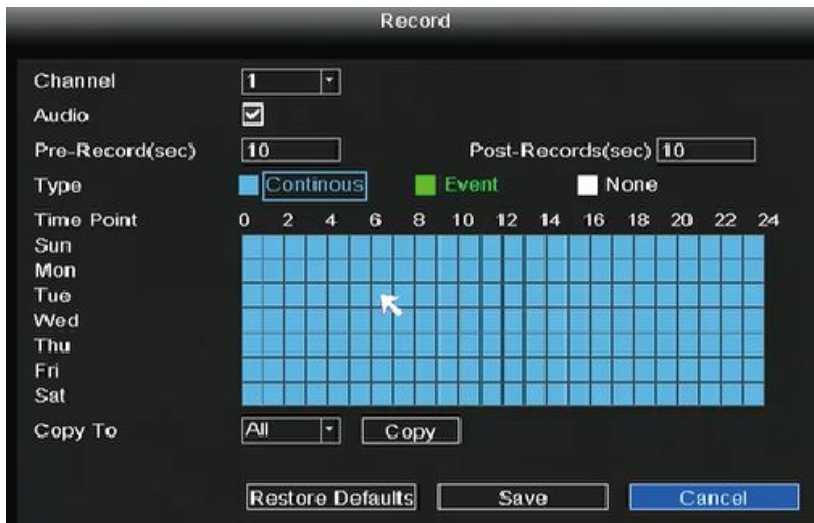 Record
Channel 1
Audio
Pre-Record(sec) 10 Post-Records(sec) 10
Type Continous Event None
Time Point 0 2 4 6 8 10 12 14 16 18 20 22 24
Sun
Mon
Tue
Wed
Thu
Fri
Sat
Copy To All Copy
Restore Defaults Save Cancel